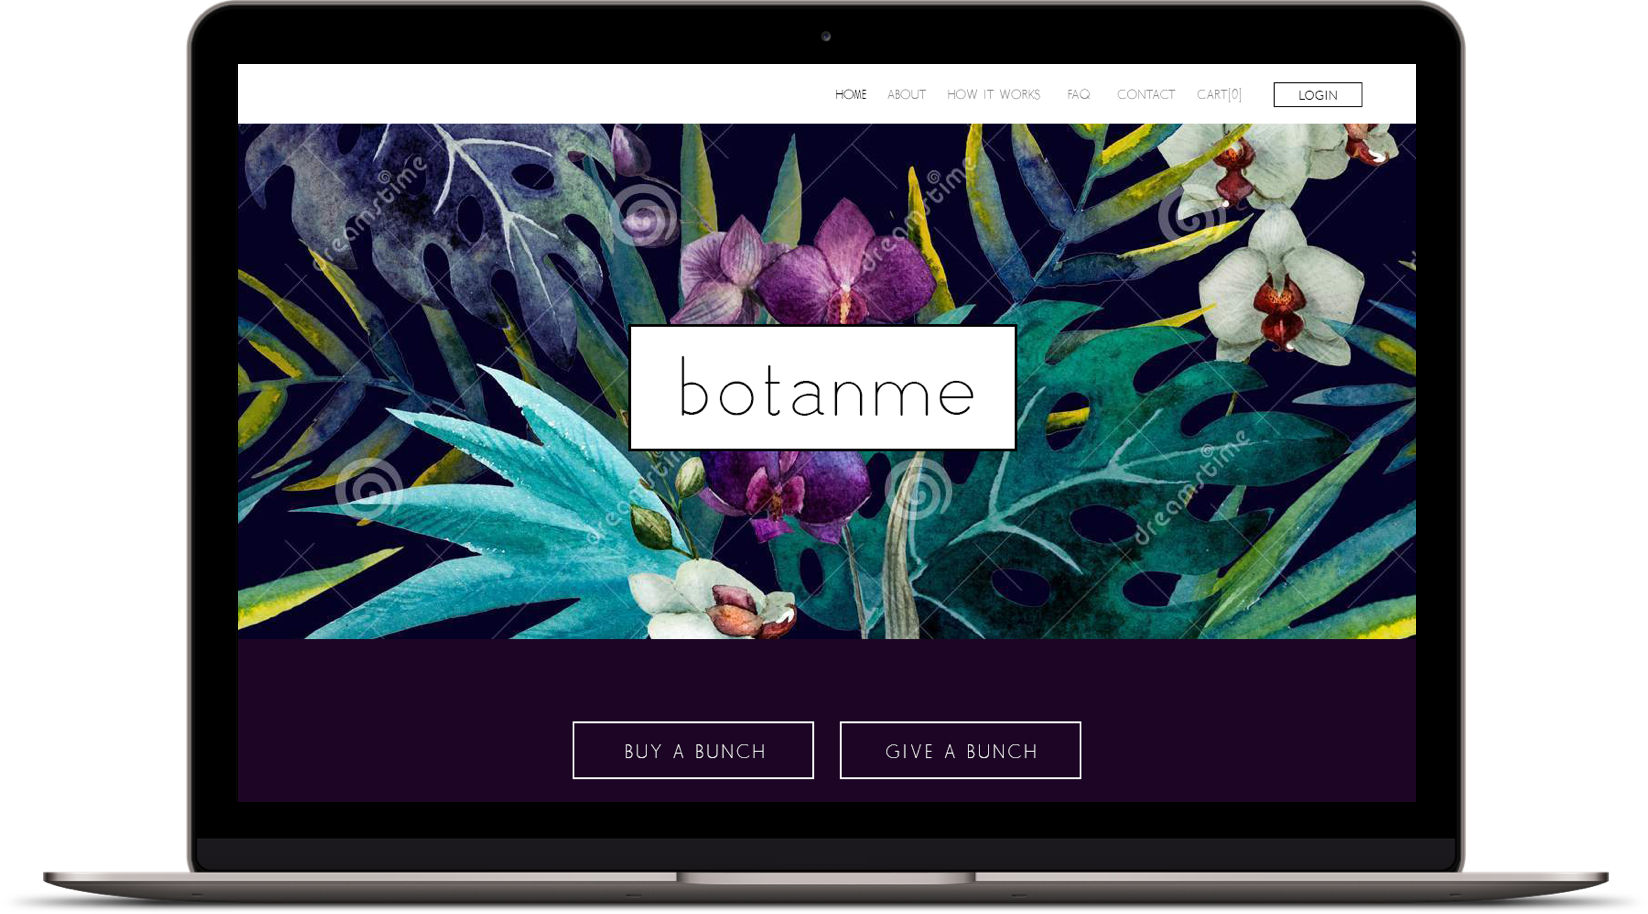 HOME ABOUT HOW IT WORKS FAQ CONTACT CART[0] LOGIN
dreamstime
dreamstime
botanme
dreamstime
dreamstime
BUY A BUNCH GIVE A BUNCH